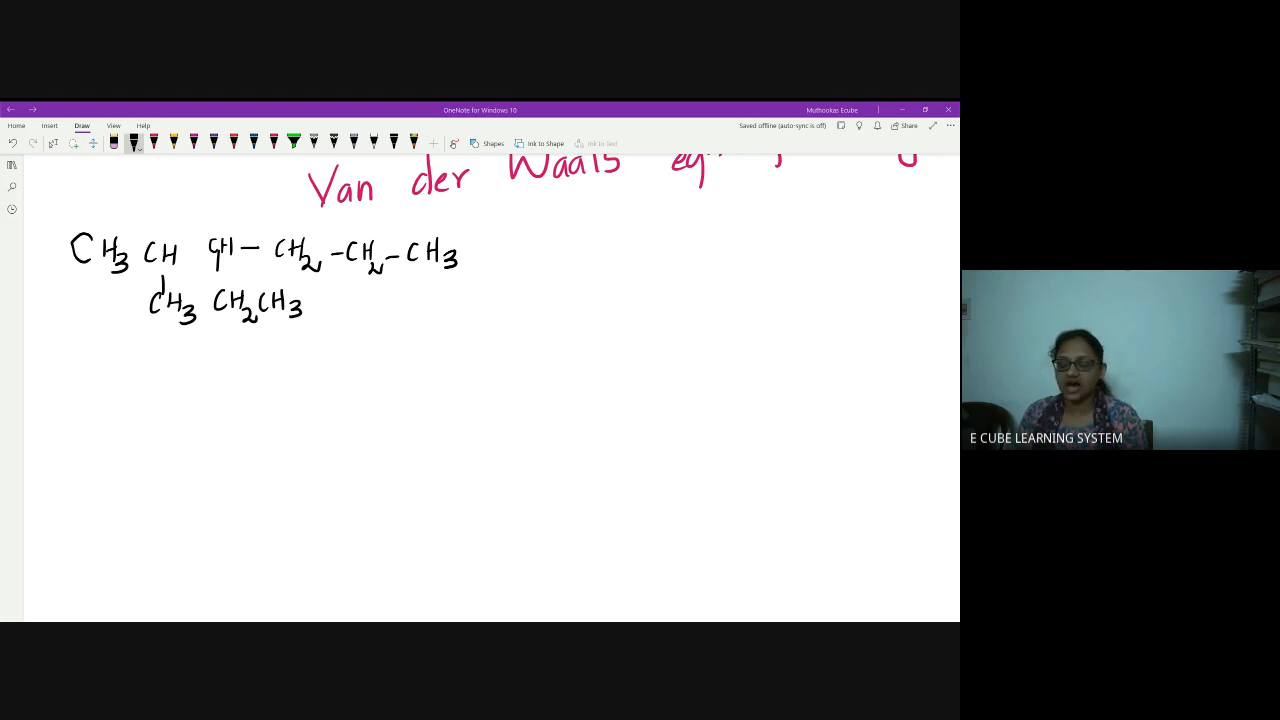 OneNote for Windows 10
Muthookas Ecube
Home Insert Draw View Help
Saved offline (auto-sync is off)
Share
Shapes
Ink to Shape
Ink to Text
Van der Waals
CH3 CH CH — CH2 - CH2 - CH3
CH3 CH2CH3
E CUBE LEARNING SYSTEM